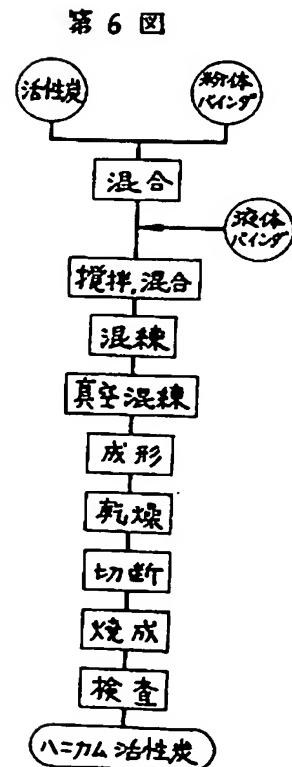 第6図
活性炭
粉体
バインダ
混合
液体
バインダ
撹拌,混合
混練
真空混練
成形
乾燥
切断
焼成
検査
ハニカム活性炭